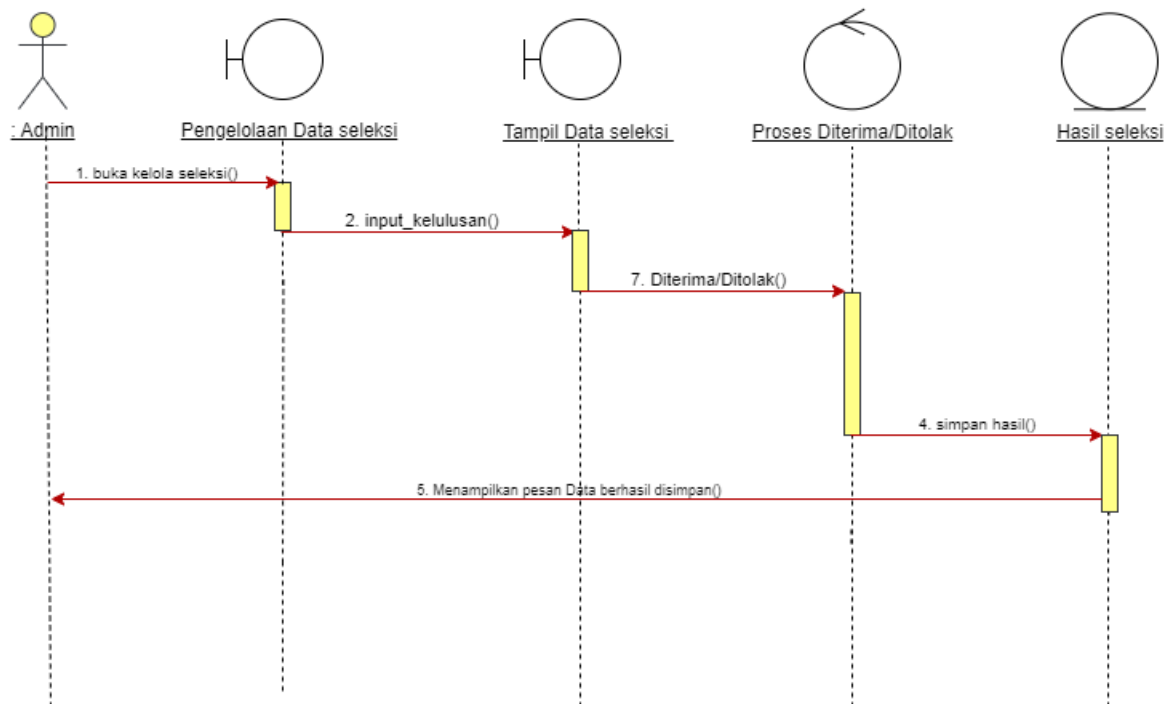 : Admin
Pengelolaan Data seleksi
Tampil Data seleksi
Proses Diterima/Ditolak
Hasil seleksi
1. buka kelola seleksi()
2. input_kelulusan()
7. Diterima/Ditolak()
4. simpan hasil()
5. Menampilkan pesan Data berhasil disimpan()